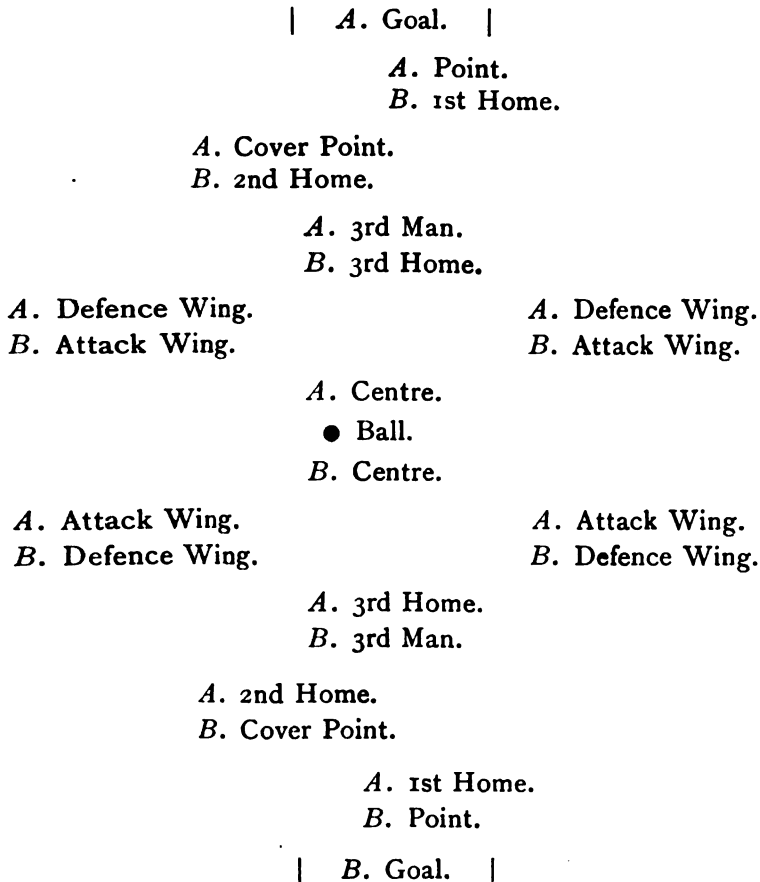 | A. Goal. |
A. Point.
B. 1st Home.
A. Cover Point.
B. 2nd Home.
A. 3rd Man.
B. 3rd Home.
A. Defence Wing. A. Defence Wing.
B. Attack Wing. B. Attack Wing.
A. Centre.
● Ball.
B. Centre.
A. Attack Wing. A. Attack Wing.
B. Defence Wing. B. Defence Wing.
A. 3rd Home.
B. 3rd Man.
A. 2nd Home.
B. Cover Point.
A. 1st Home.
B. Point.
| B. Goal. |